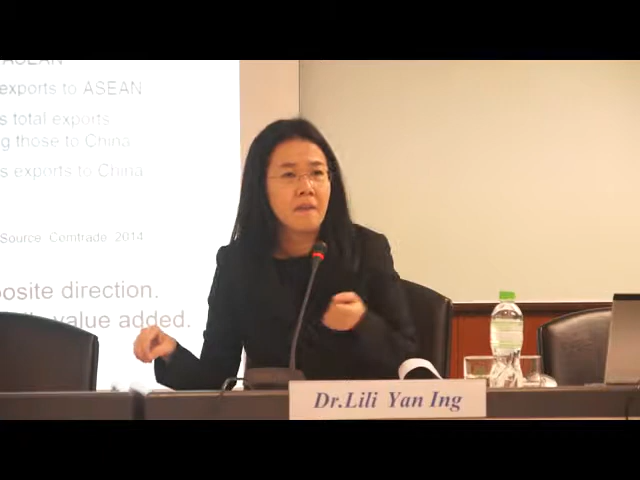 ASEAN
exports to ASEAN
s total exports
g those to China
s exports to China
Source Comtrade 2014
posite direction.
value added.
Dr.Lili Yan Ing